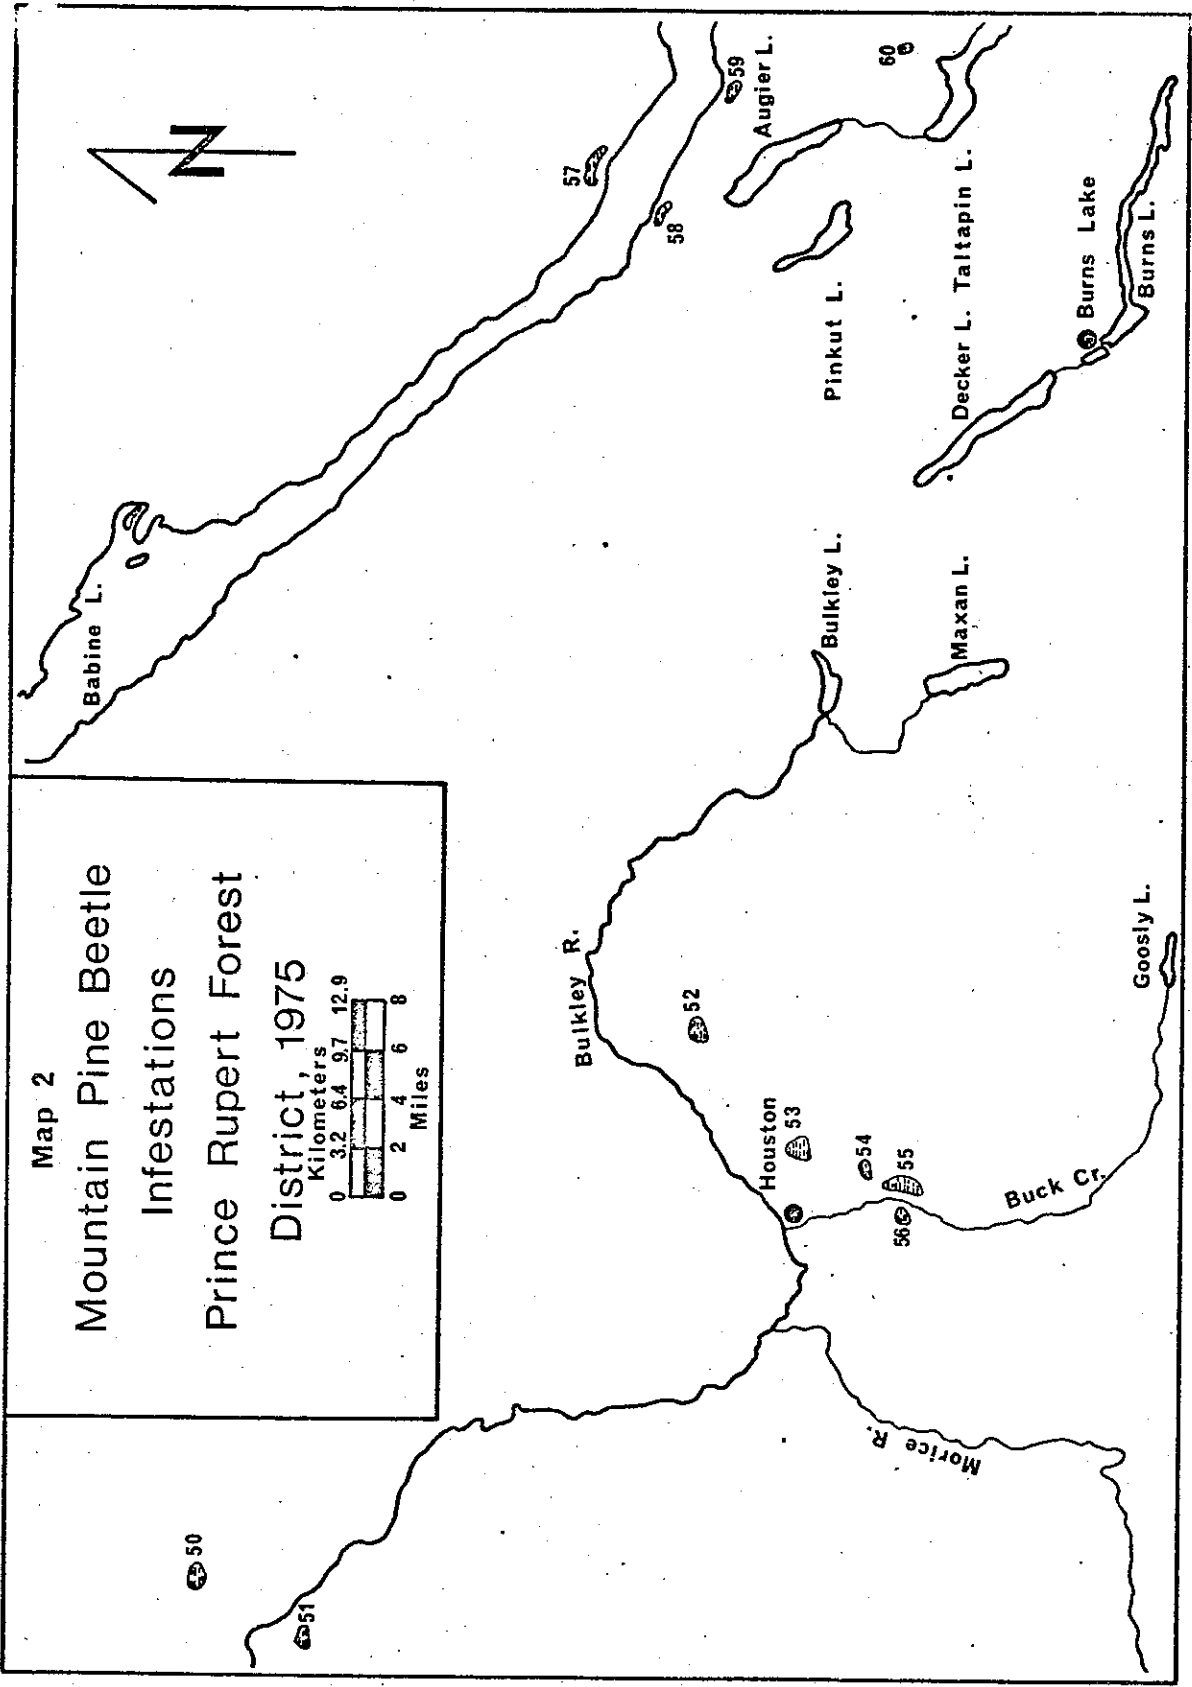 Map 2
Mountain Pine Beetle
Infestations
Prince Rupert Forest
District, 1975
Kilometers
0 3.2 6.4 9.7 12.9
0 2 4 6 8
Miles
N
Babine L.
50
51
57
58
59
Augier L.
60
Pinkut L.
Decker L. Taltapin L.
Burns Lake
Burns L.
Bulkley L.
Maxan L.
Bulkley R.
52
Houston
53
54
55
56
Buck Cr.
Goosly L.
Morice R.